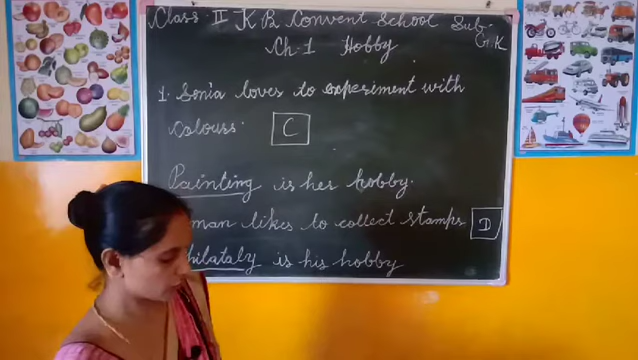 Class - II K R Convent School Sub-
G.K
Ch-1 Hobby
1. Sonia loves to experiment with
colours. C
Painting is her hobby.
man likes to collect stamps D
hilataly is his hobby